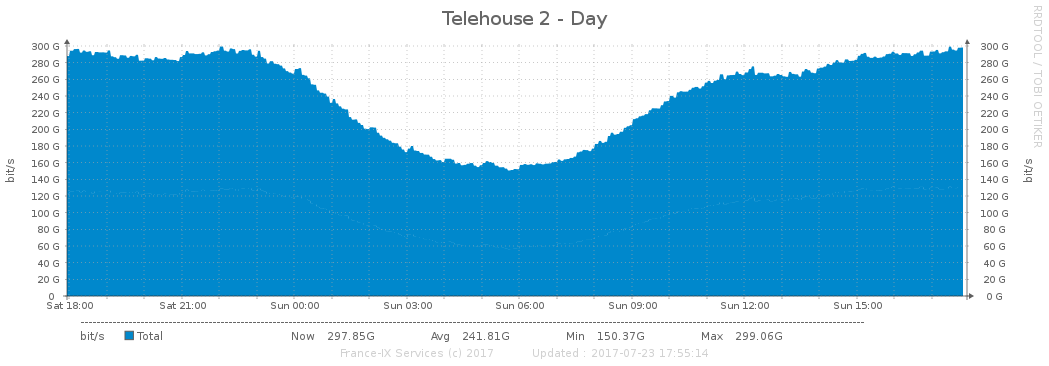 Telehouse 2 - Day
RRDTOOL / TOBI OETIKER
bit/s
300 G 300 G
280 G 280 G
260 G 260 G
240 G 240 G
220 G 220 G
200 G 200 G
180 G 180 G
160 G 160 G
140 G 140 G
120 G 120 G
100 G 100 G
80 G 80 G
60 G 60 G
40 G 40 G
20 G 20 G
0 0 G
bit/s
Sat 18:00 Sat 21:00 Sun 00:00 Sun 03:00 Sun 06:00 Sun 09:00 Sun 12:00 Sun 15:00
bit/s Total Now 297.85G Avg 241.81G Min 150.37G Max 299.06G
France-IX Services (c) 2017 Updated : 2017-07-23 17:55:14